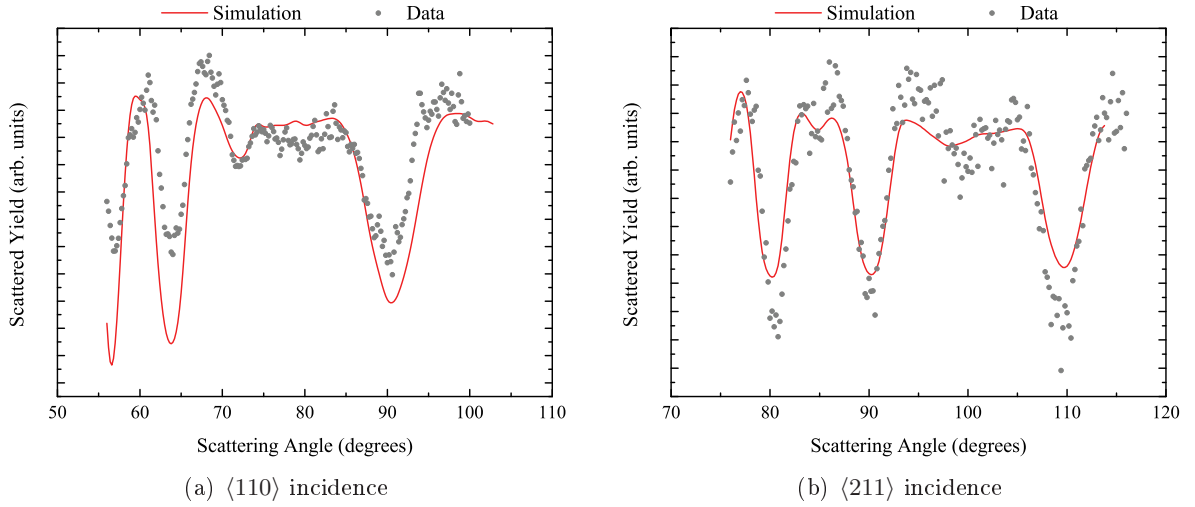 Simulation Data
Scattered Yield (arb. units)
50 60 70 80 90 100 110
Scattering Angle (degrees)
(a) ⟨110⟩ incidence
Simulation Data
Scattered Yield (arb. units)
70 80 90 100 110 120
Scattering Angle (degrees)
(b) ⟨211⟩ incidence